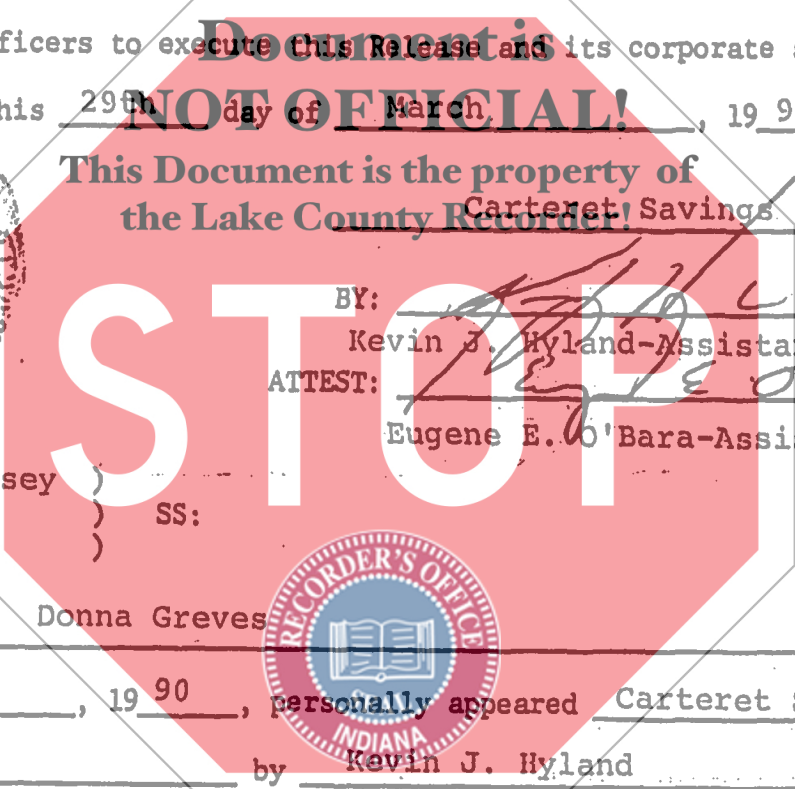 ficers to execute this Release and its corporate
Document is
his 29th day of March, 199
NOT OFFICIAL!
This Document is the property of
the Lake County Recorder!
Carteret Savings
STOP
BY:
Kevin J. Hyland-Assista
ATTEST:
Eugene E. O'Bara-Assi
sey )
) SS:
)
RECORDER'S OFFICE
Donna Greves
, 19 90, personally appeared Carteret S
INDIANA
by Kevin J. Hyland